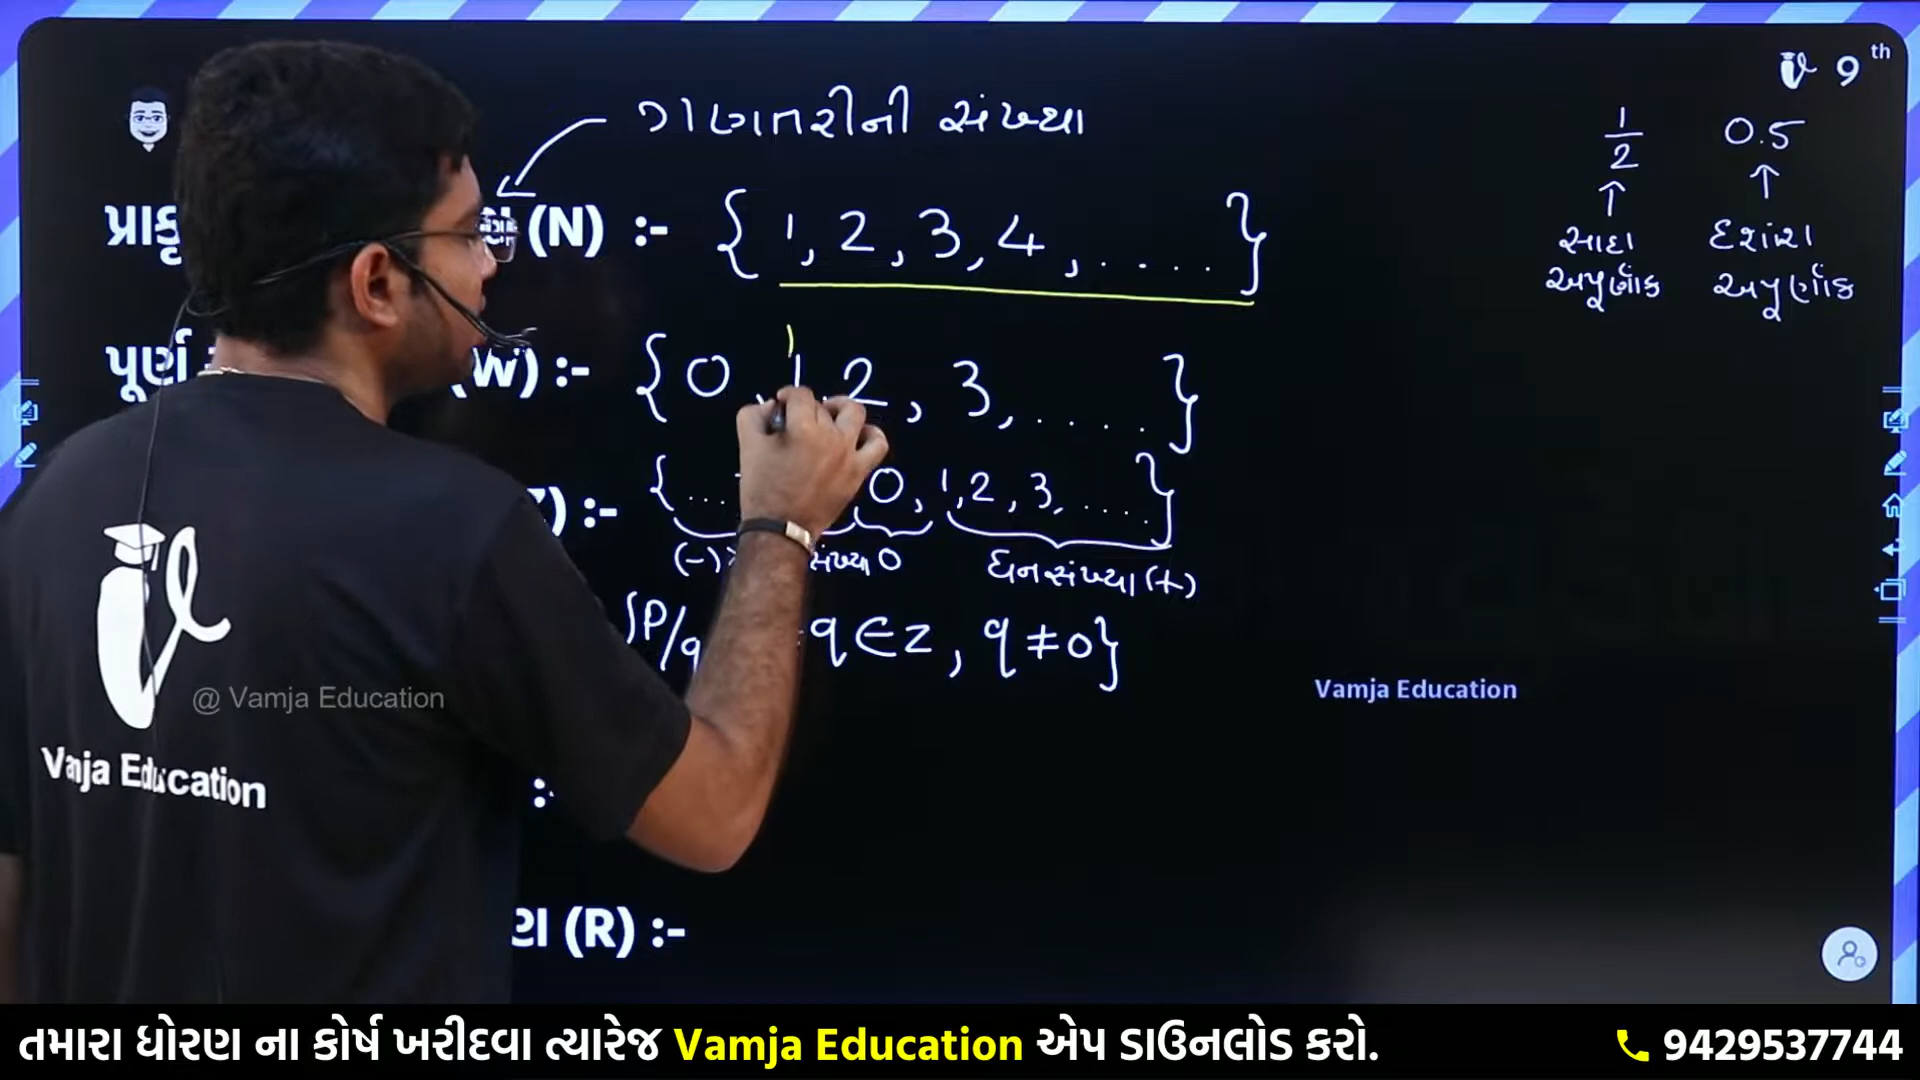 9th
ગણતરીની સંખ્યા
1/2 0.5
(N) :- { 1, 2, 3, 4, .... }
સાદા અપૂર્ણાંક
દશાંશ અપૂર્ણાંક
પૂર્ણ (W) :- { 0, 1, 2, 3, ..... }
) :- { ... 0, 1, 2, 3, ..... }
(-) સંખ્યા 0 ધનસંખ્યા (+)
{P/q q ∈ z, q ≠ 0}
Vamja Education
@ Vamja Education
Vamja Education
:-
(R) :-
તમારા ધોરણ ના કોર્ષ ખરીદવા ત્યારેજ Vamja Education એપ ડાઉનલોડ કરો. 9429537744